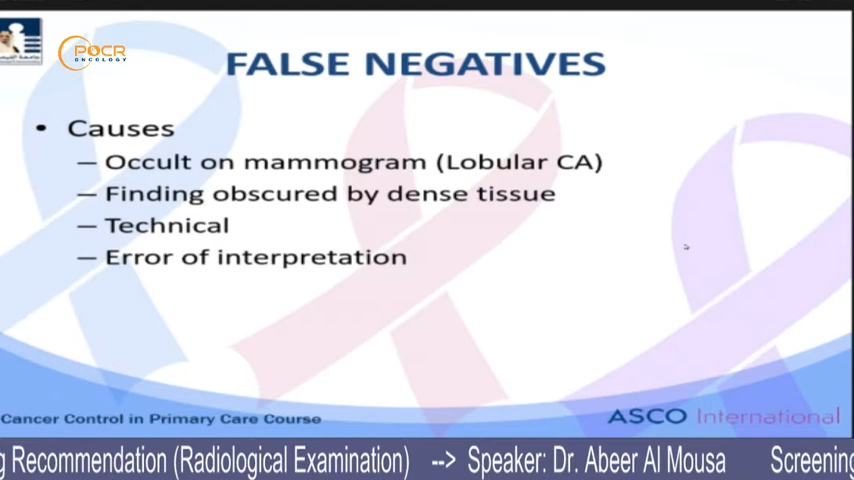 POCR
ONCOLOGY
FALSE NEGATIVES
• Causes
– Occult on mammogram (Lobular CA)
– Finding obscured by dense tissue
– Technical
– Error of interpretation
Cancer Control in Primary Care Course
ASCO International
g Recommendation (Radiological Examination) --> Speaker: Dr. Abeer Al Mousa Screening